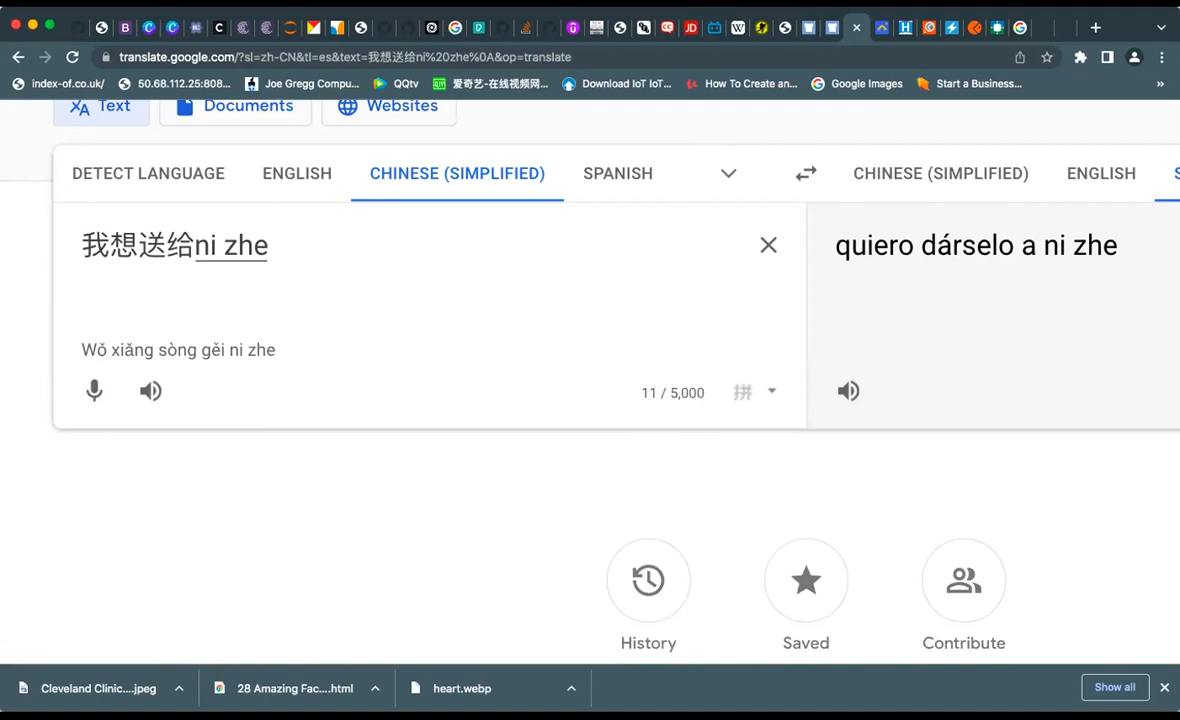 translate.google.com/?sl=zh-CN&tl=es&text=我想送给ni%20zhe%0A&op=translate
index-of.co.uk/
50.68.112.25:808...
Joe Gregg Compu...
QQtv
爱奇艺-在线视频网...
Download IoT IoT...
How To Create an...
Google Images
Start a Business...
»
Text
Documents
Websites
DETECT LANGUAGE
ENGLISH
CHINESE (SIMPLIFIED)
SPANISH
CHINESE (SIMPLIFIED)
ENGLISH
S
我想送给ni zhe
quiero dárselo a ni zhe
Wǒ xiǎng sòng gěi ni zhe
11 / 5,000
拼
History
Saved
Contribute
Cleveland Clinic....jpeg
28 Amazing Fac....html
heart.webp
Show all